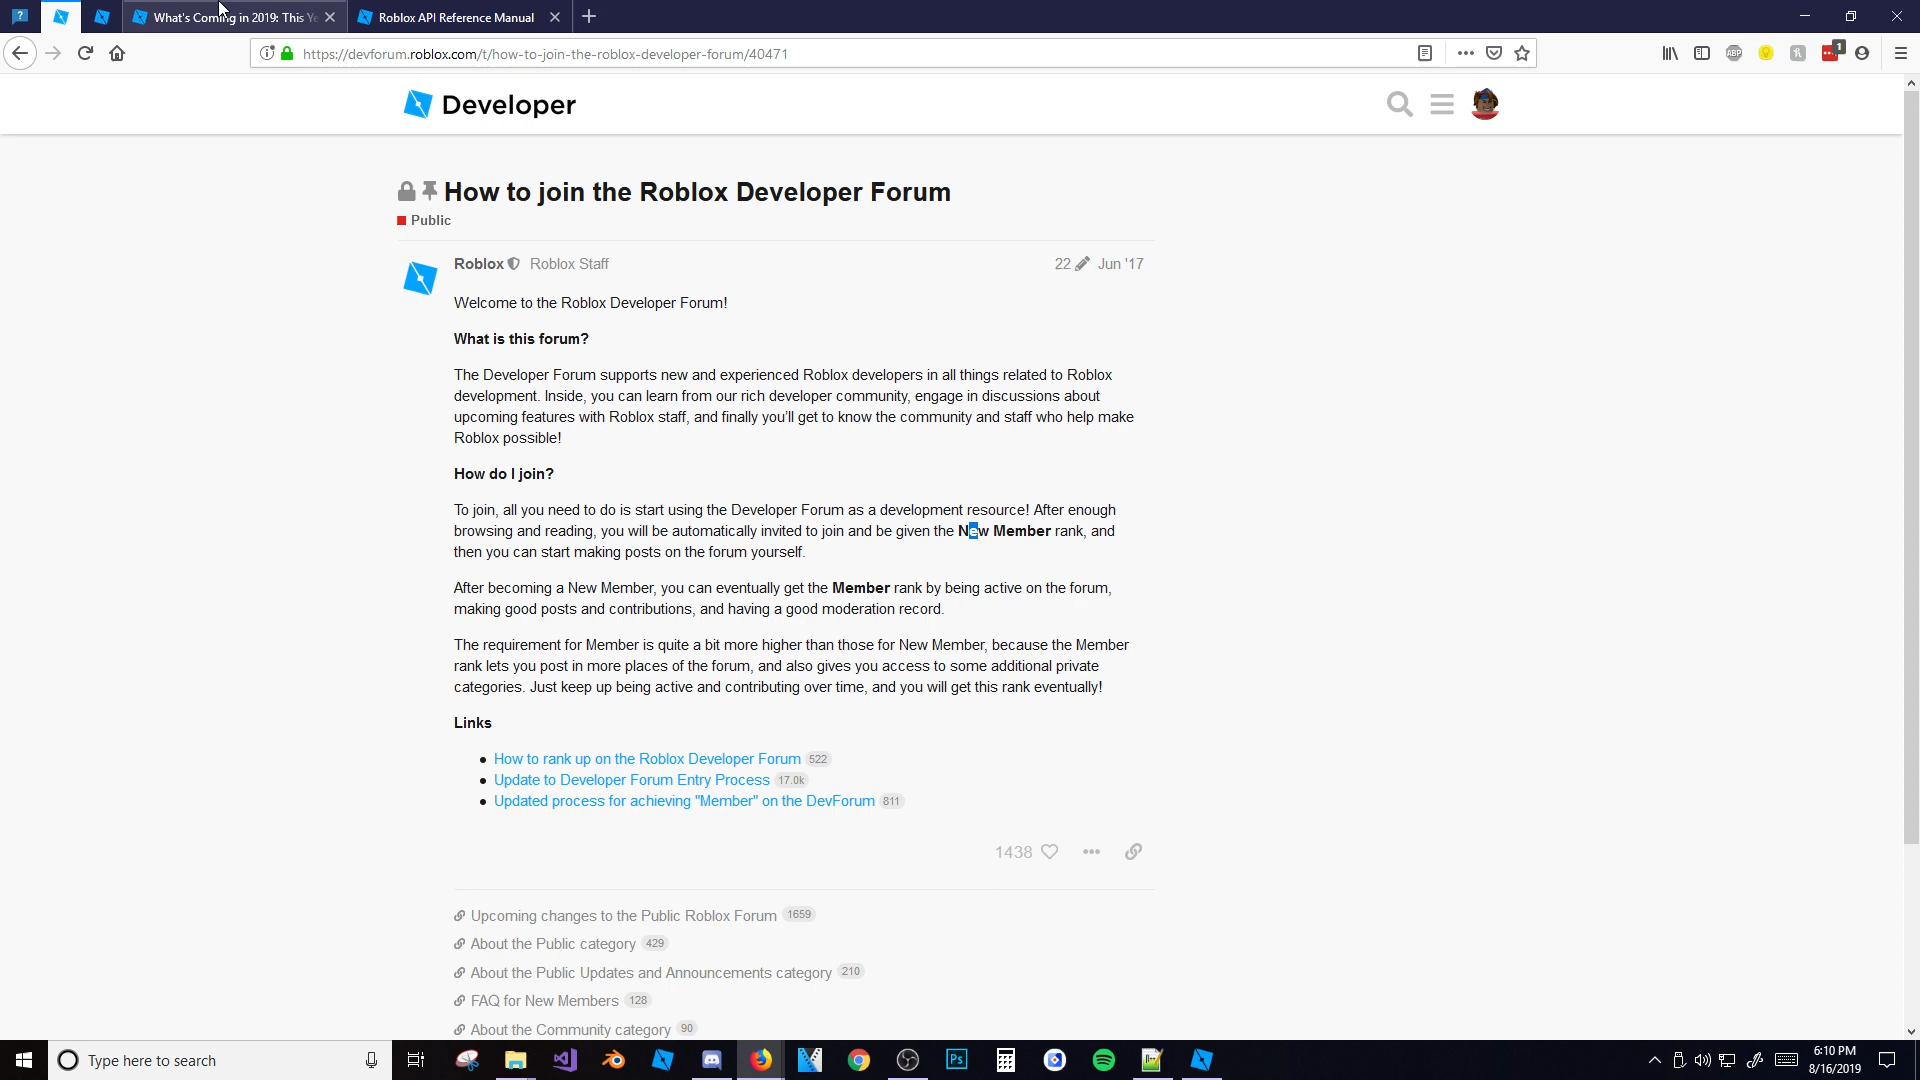 What's Coming in 2019: This Ye
Roblox API Reference Manual
https://devforum.roblox.com/t/how-to-join-the-roblox-developer-forum/40471
ABP
1
Developer
How to join the Roblox Developer Forum
Public
Roblox Roblox Staff 22 Jun '17
Welcome to the Roblox Developer Forum!
What is this forum?
The Developer Forum supports new and experienced Roblox developers in all things related to Roblox
development. Inside, you can learn from our rich developer community, engage in discussions about
upcoming features with Roblox staff, and finally you'll get to know the community and staff who help make
Roblox possible!
How do I join?
To join, all you need to do is start using the Developer Forum as a development resource! After enough
browsing and reading, you will be automatically invited to join and be given the New Member rank, and
then you can start making posts on the forum yourself.
After becoming a New Member, you can eventually get the Member rank by being active on the forum,
making good posts and contributions, and having a good moderation record.
The requirement for Member is quite a bit more higher than those for New Member, because the Member
rank lets you post in more places of the forum, and also gives you access to some additional private
categories. Just keep up being active and contributing over time, and you will get this rank eventually!
Links
How to rank up on the Roblox Developer Forum 522
Update to Developer Forum Entry Process 17.0k
Updated process for achieving "Member" on the DevForum 811
1438
Upcoming changes to the Public Roblox Forum 1659
About the Public category 429
About the Public Updates and Announcements category 210
FAQ for New Members 128
About the Community category 90
Type here to search
Ps
6:10 PM
8/16/2019